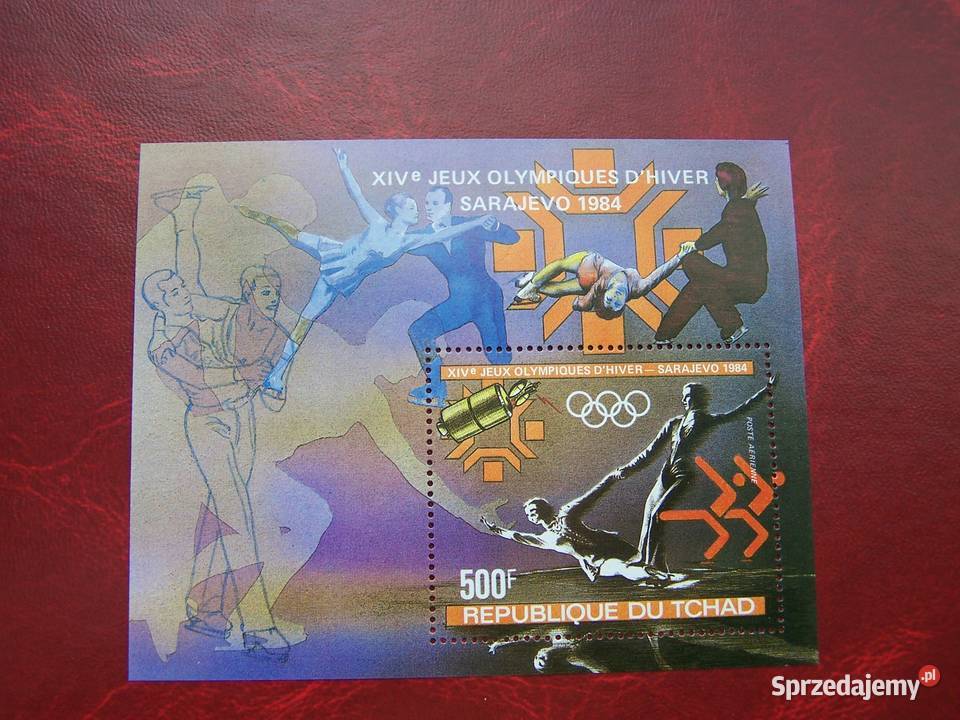 XIVe JEUX OLYMPIQUES D'HIVER
SARAJEVO 1984
XIVe JEUX OLYMPIQUES D'HIVER — SARAJEVO 1984
POSTE AERIENNE
500F
REPUBLIQUE DU TCHAD
Sprzedajemy.pl